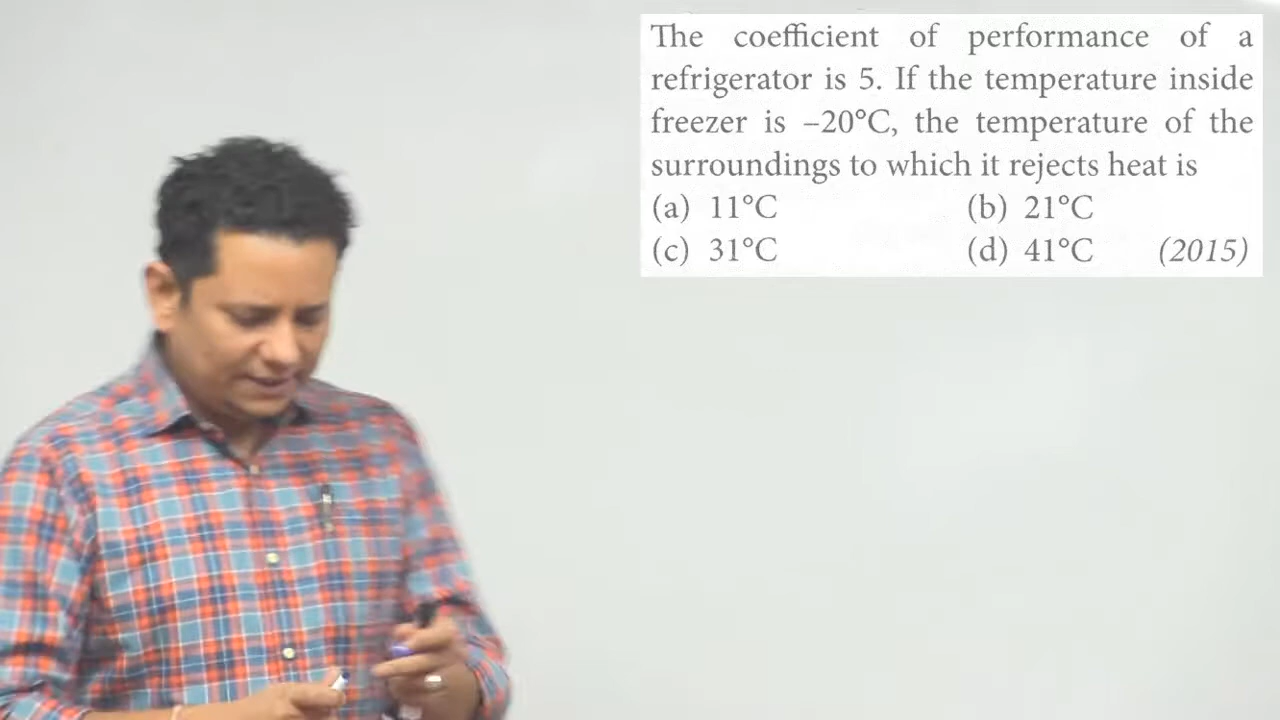 The coefficient of performance of a
refrigerator is 5. If the temperature inside
freezer is –20°C, the temperature of the
surroundings to which it rejects heat is
(a) 11°C (b) 21°C
(c) 31°C (d) 41°C (2015)